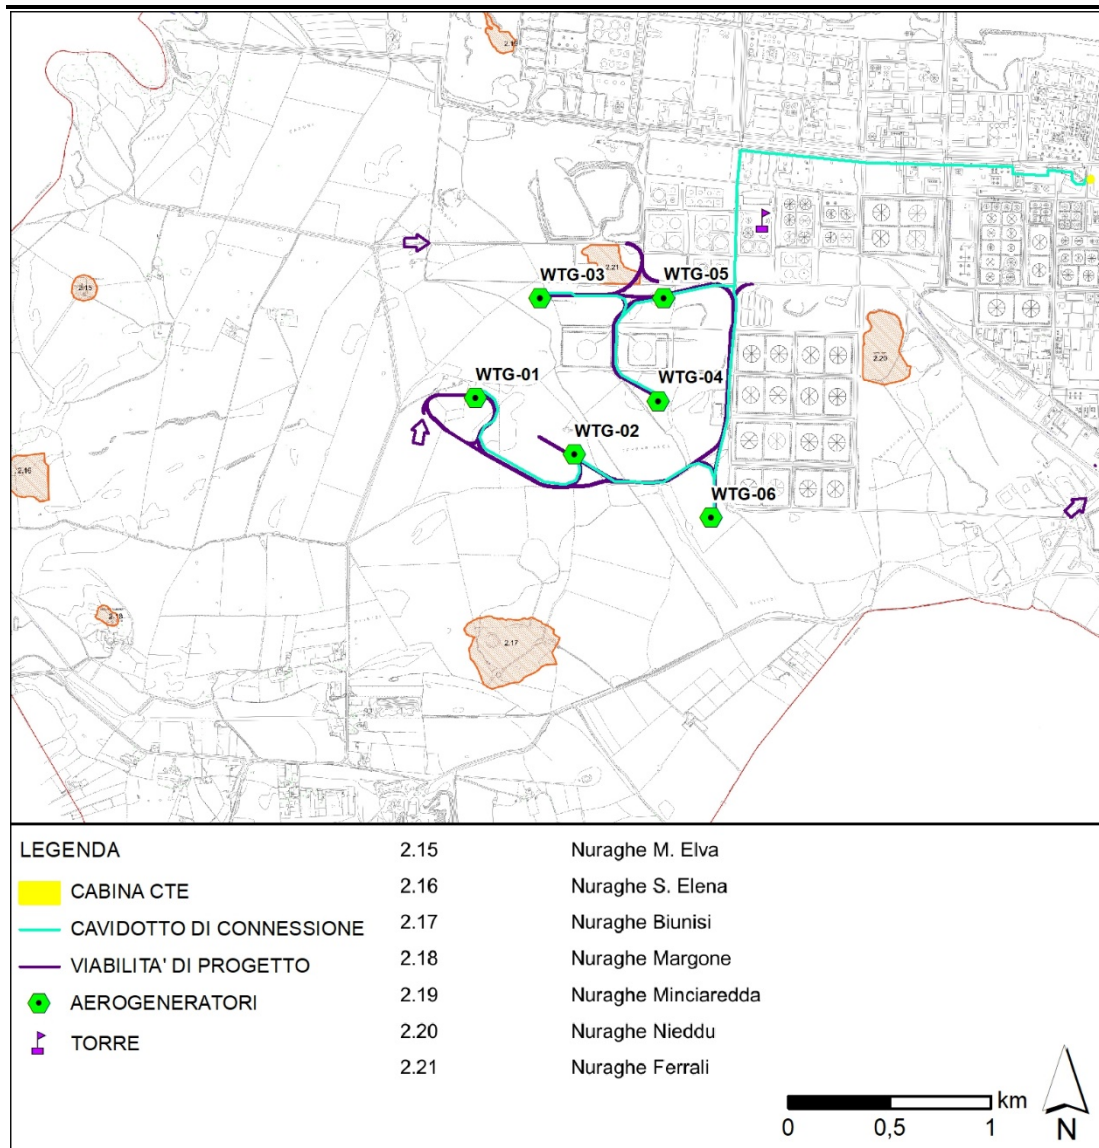 2.21
WTG-03
WTG-05
2.15
2.20
WTG-01
WTG-04
WTG-02
2.16
WTG-06
2.18
2.17
LEGENDA
CABINA CTE
CAVIDOTTO DI CONNESSIONE
VIABILITA' DI PROGETTO
AEROGENERATORI
TORRE
2.15 Nuraghe M. Elva
2.16 Nuraghe S. Elena
2.17 Nuraghe Biunisi
2.18 Nuraghe Margone
2.19 Nuraghe Minciaredda
2.20 Nuraghe Nieddu
2.21 Nuraghe Ferrali
km
0 0,5 1
N